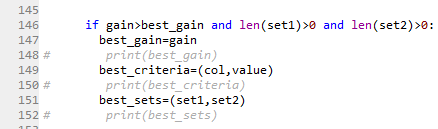 145
146 if gain>best_gain and len(set1)>0 and len(set2)>0:
147 best_gain=gain
148 # print(best_gain)
149 best_criteria=(col,value)
150 # print(best_criteria)
151 best_sets=(set1,set2)
152 # print(best_sets)